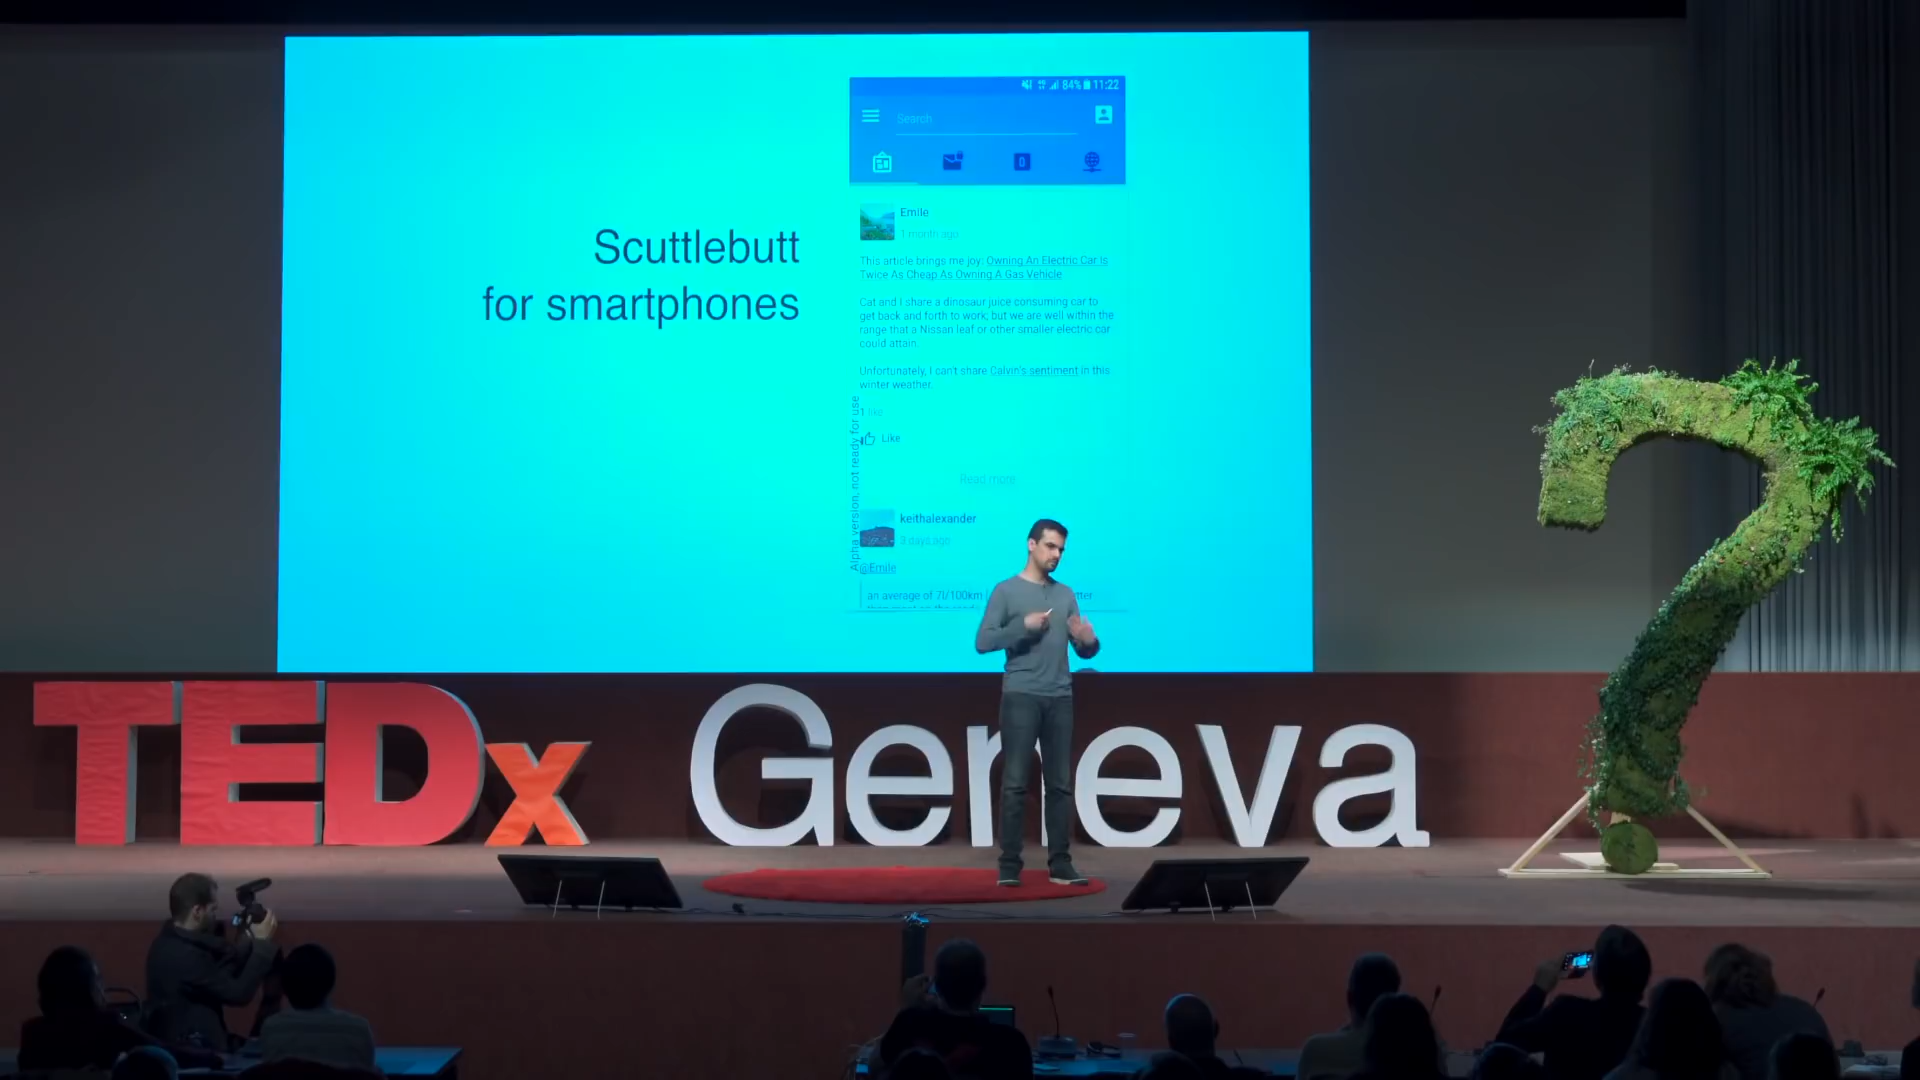 84% 11:22
Search
0
Scuttlebutt
for smartphones
Emile
1 month ago
This article brings me joy: Owning An Electric Car Is
Twice As Cheap As Owning A Gas Vehicle
Cat and I share a dinosaur juice consuming car to
get back and forth to work; but we are well within the
range that a Nissan leaf or other smaller electric car
could attain.
Unfortunately, I can't share Calvin's sentiment in this
winter weather.
1 like
Like
Read more
Alpha version, not ready for use
keithalexander
3 days ago
@Emile
an average of 7l/100km
TEDx Geneva
?